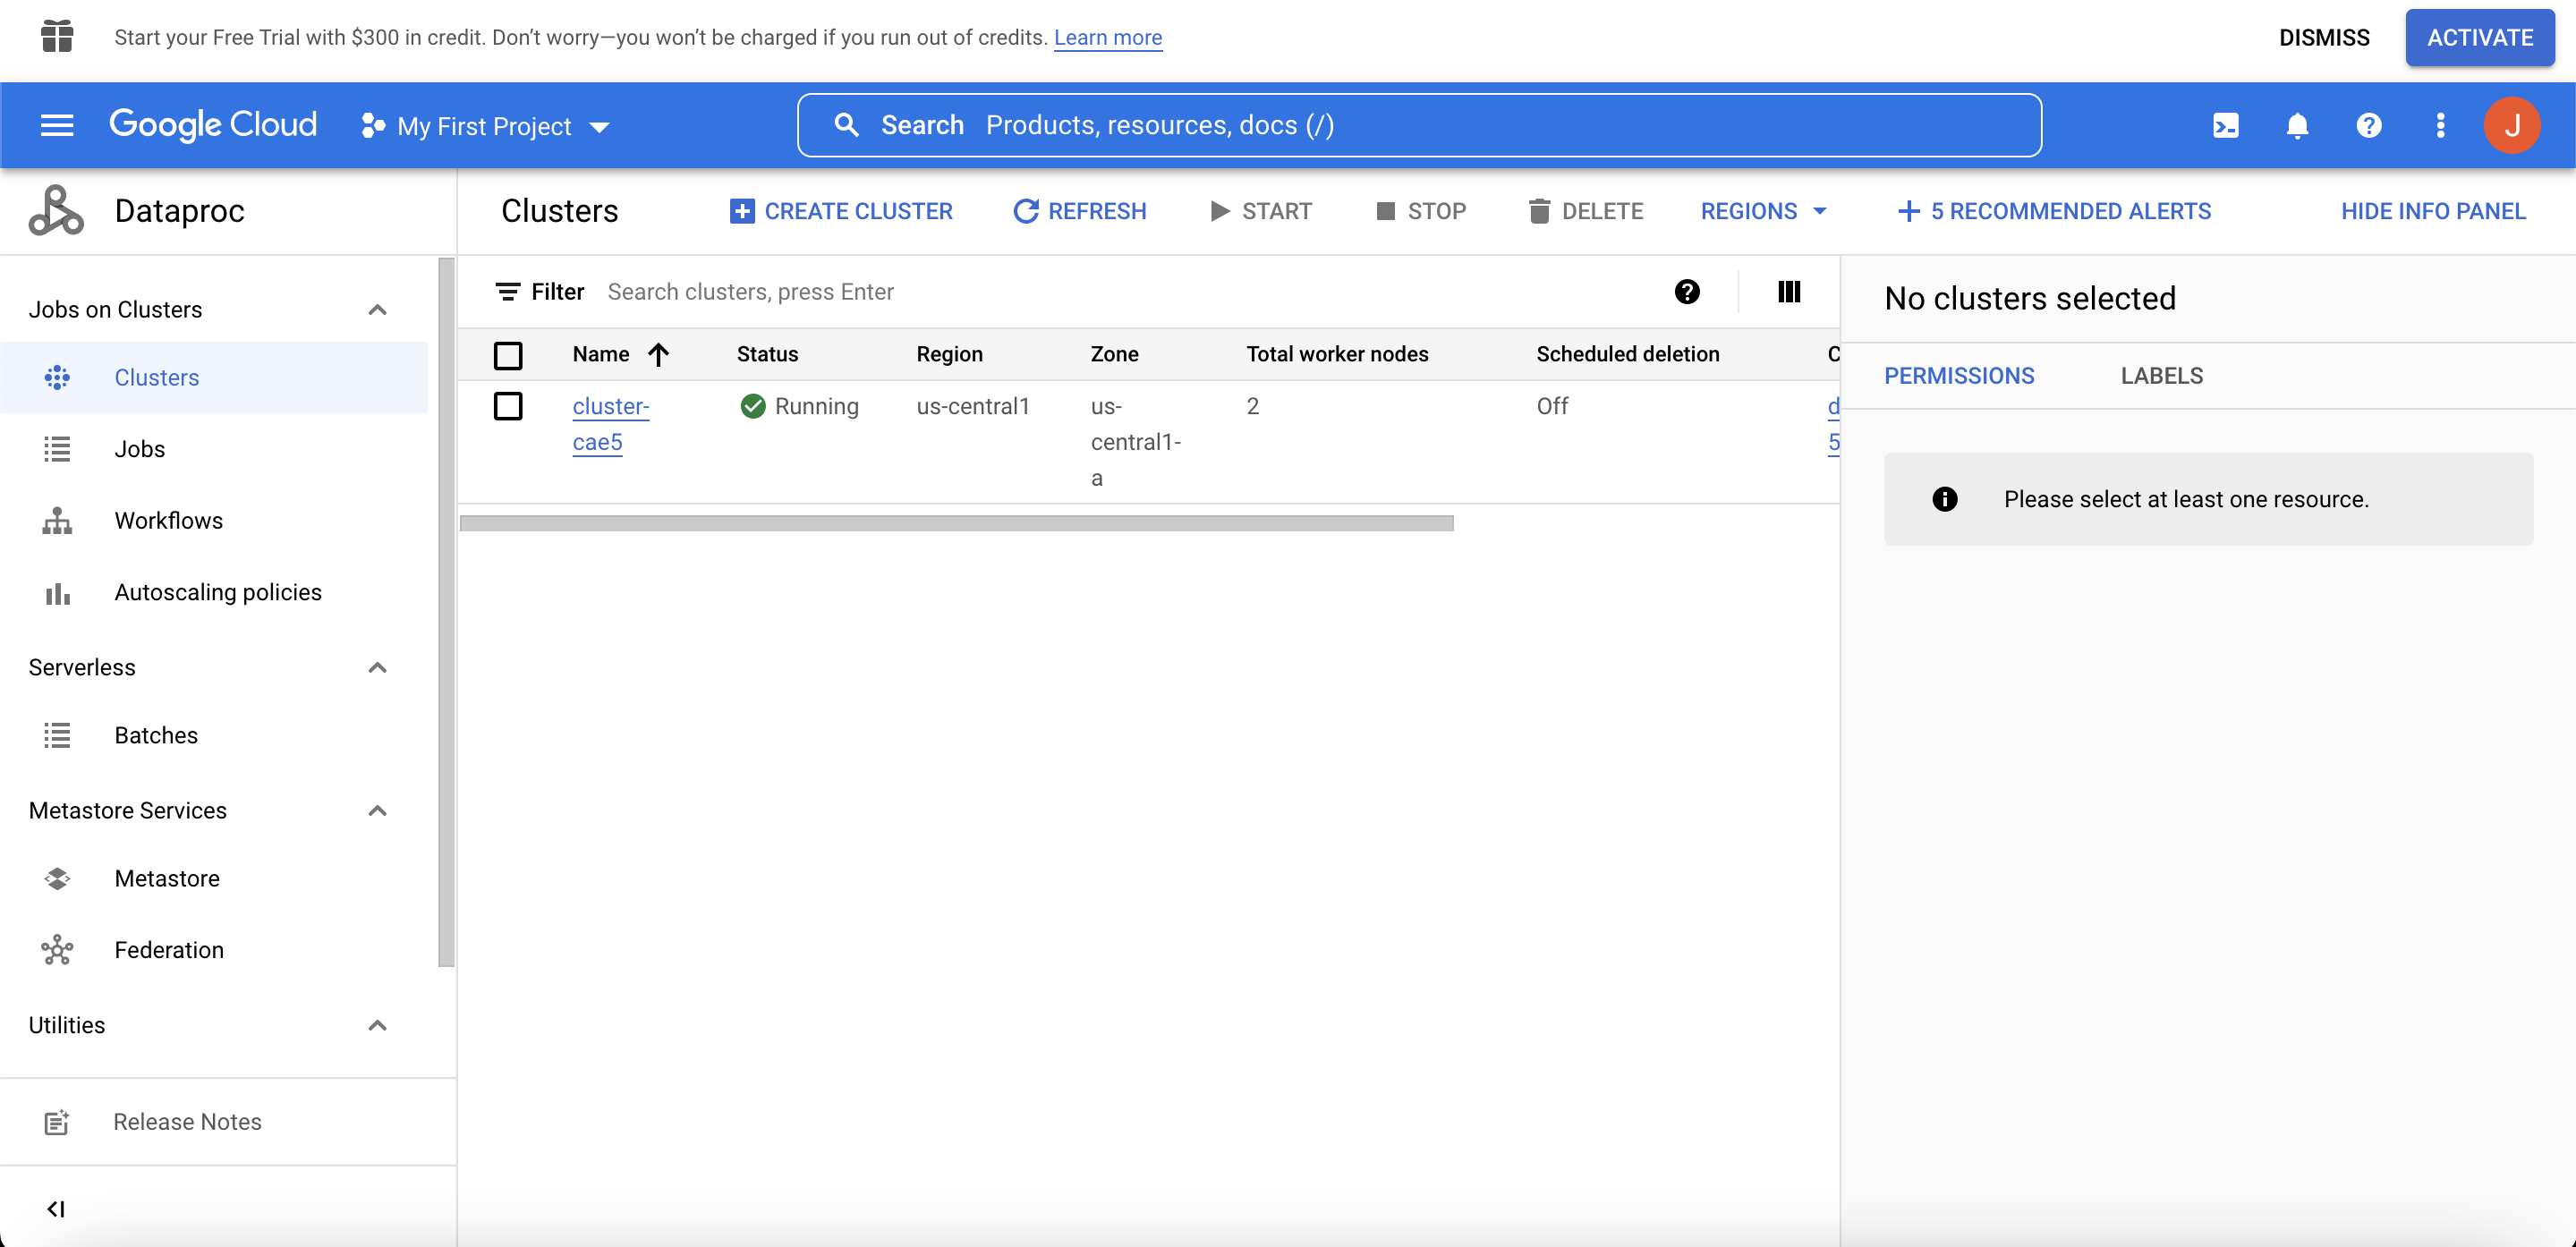 Start your Free Trial with $300 in credit. Don’t worry—you won’t be charged if you run out of credits. Learn more
DISMISS
ACTIVATE
Google Cloud
My First Project
Search Products, resources, docs (/)
J
Dataproc
Clusters
CREATE CLUSTER
REFRESH
START
STOP
DELETE
REGIONS
5 RECOMMENDED ALERTS
HIDE INFO PANEL
Jobs on Clusters
Clusters
Jobs
Workflows
Autoscaling policies
Serverless
Batches
Metastore Services
Metastore
Federation
Utilities
Release Notes
Filter Search clusters, press Enter
Name Status Region Zone Total worker nodes Scheduled deletion C
cluster- Running us-central1 us- 2 Off d
cae5 central1- 5
a
No clusters selected
PERMISSIONS LABELS
Please select at least one resource.